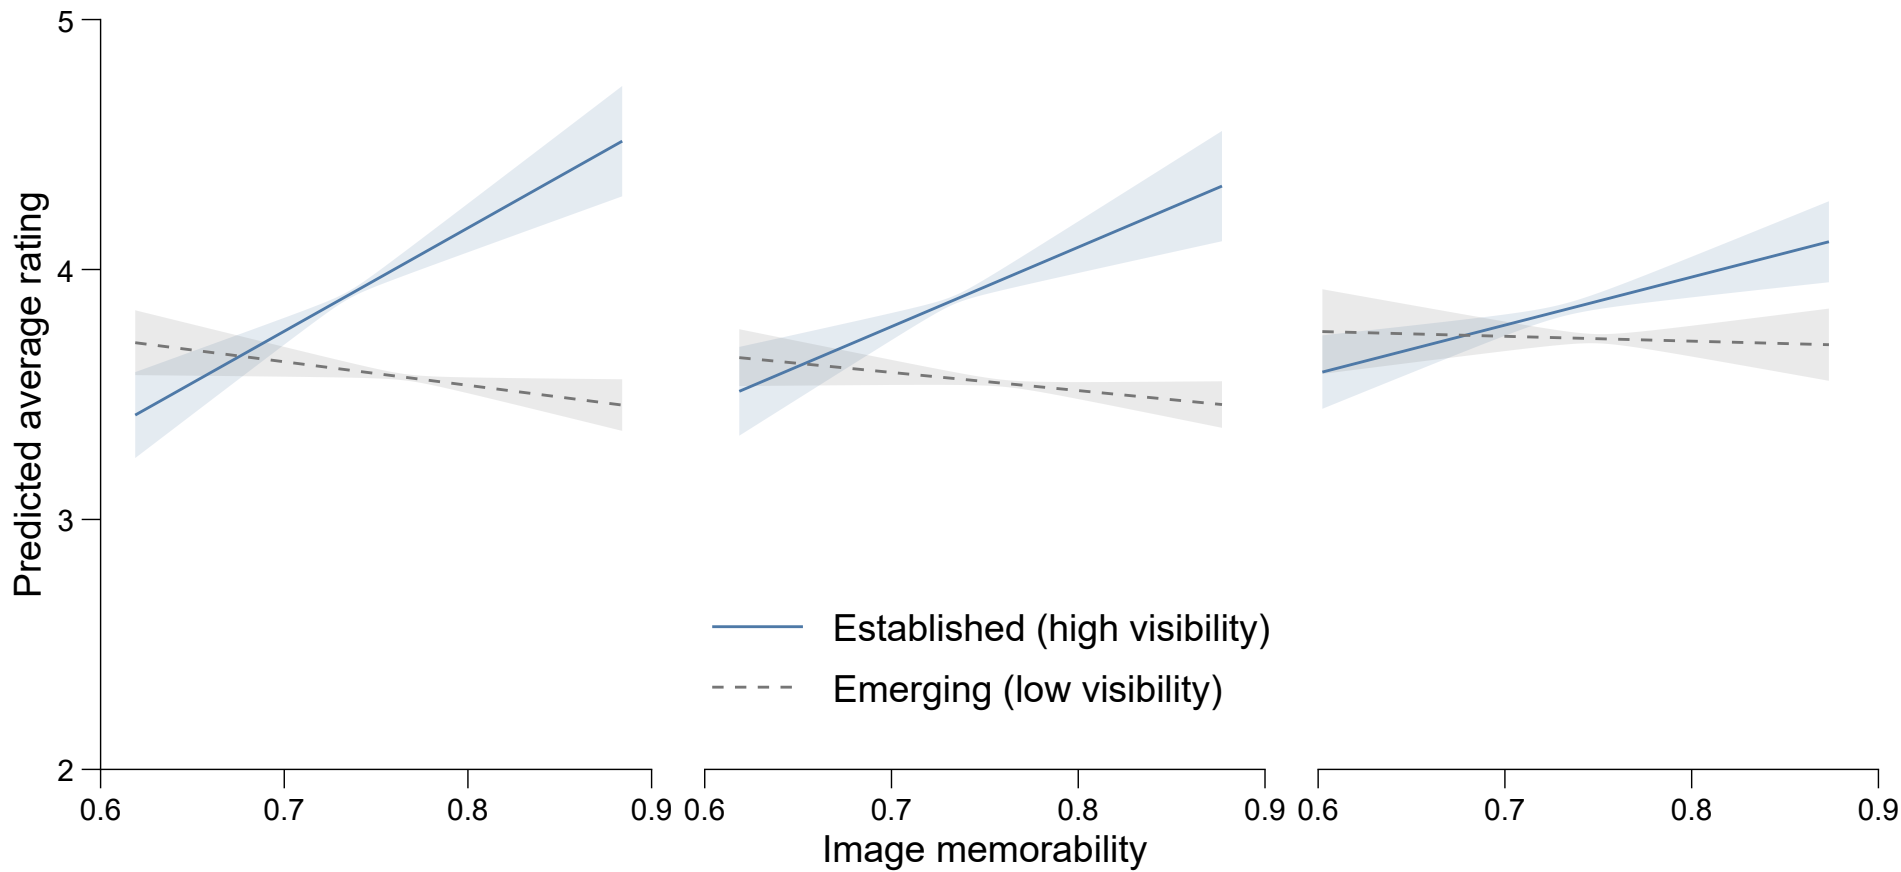 Predicted average rating
5
4
3
2
0.6 0.7 0.8 0.9
0.6 0.7 0.8 0.9
0.6 0.7 0.8 0.9
Established (high visibility)
Emerging (low visibility)
Image memorability